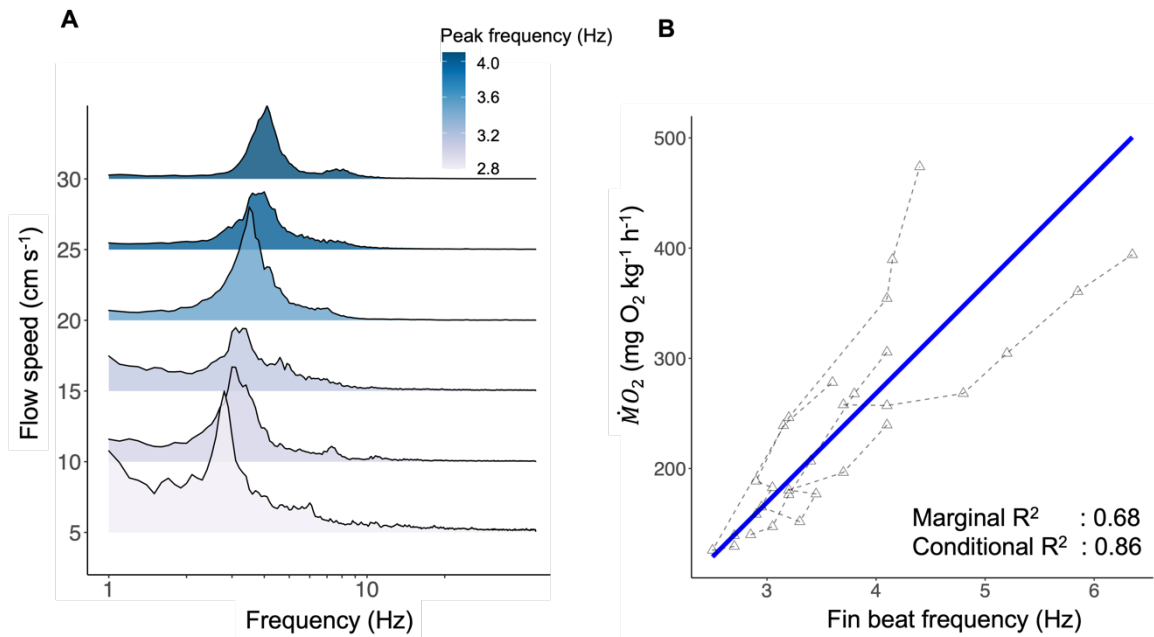 A
Peak frequency (Hz)
4.0
3.6
3.2
2.8
Flow speed (cm s⁻¹)
30
25
20
15
10
5
1
10
Frequency (Hz)
B
ṀO₂ (mg O₂ kg⁻¹ h⁻¹)
500
400
300
200
Marginal R² : 0.68
Conditional R² : 0.86
3
4
5
6
Fin beat frequency (Hz)